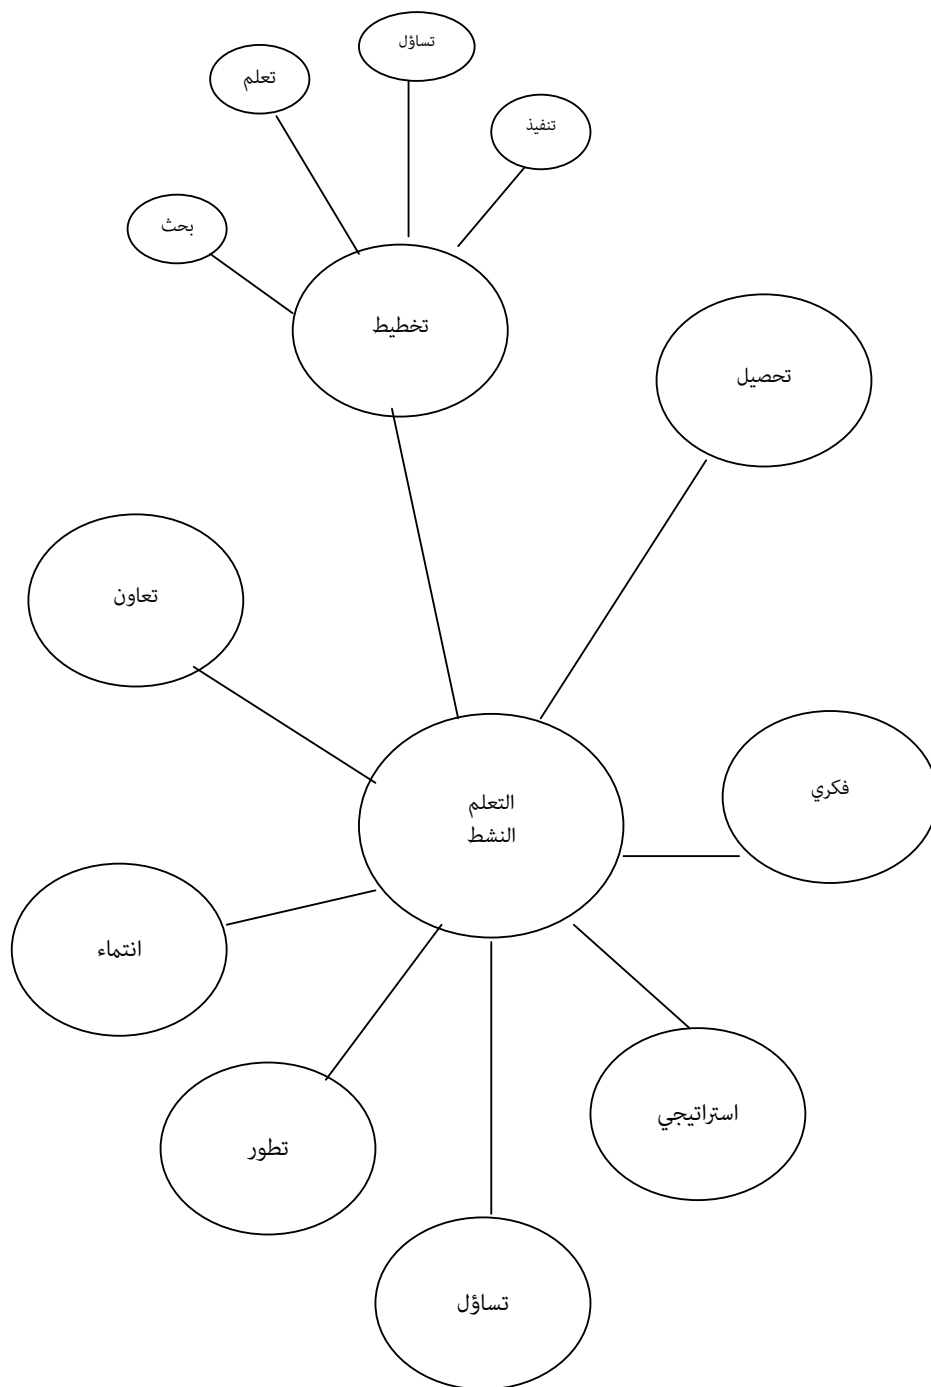 تساؤل
تعلم
تنفيذ
بحث
تخطيط
تحصيل
تعاون
فكري
التعلم
النشط
انتماء
استراتيجي
تطور
تساؤل